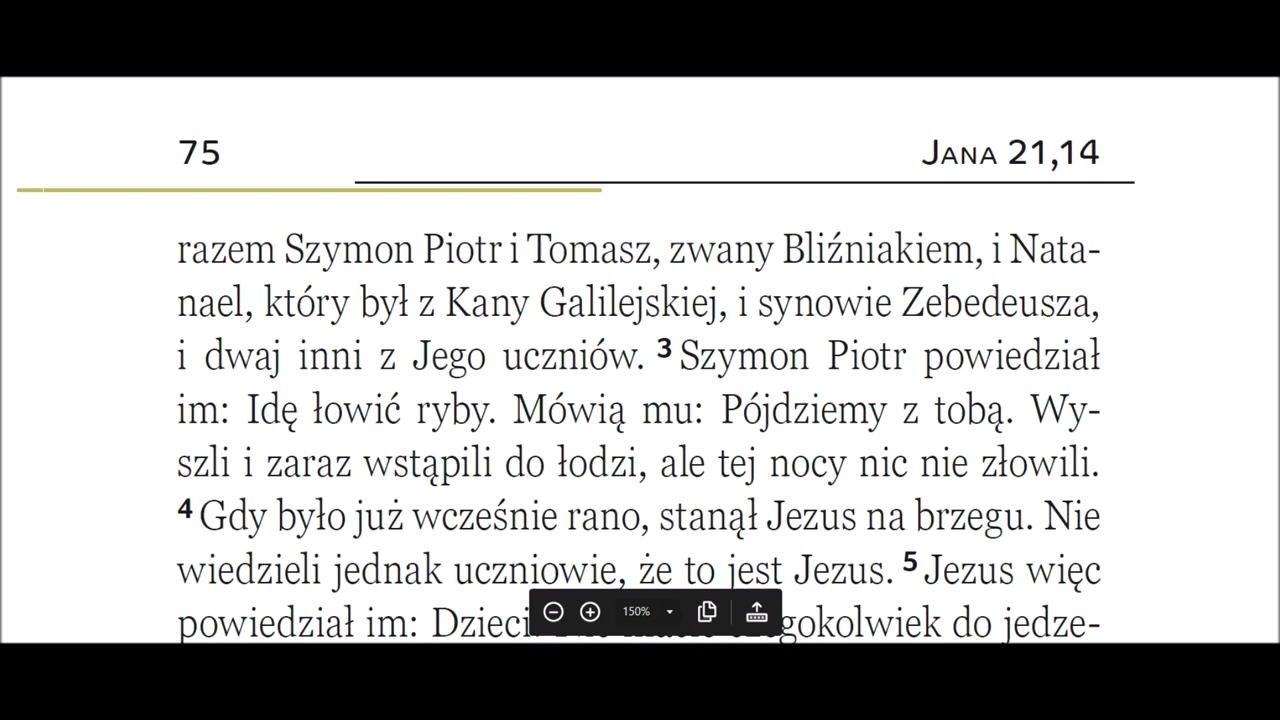 75 Jana 21,14
razem Szymon Piotr i Tomasz, zwany Bliźniakiem, i Nata-
nael, który był z Kany Galilejskiej, i synowie Zebedeusza,
i dwaj inni z Jego uczniów. 3 Szymon Piotr powiedział
im: Idę łowić ryby. Mówią mu: Pójdziemy z tobą. Wy-
szli i zaraz wstąpili do łodzi, ale tej nocy nic nie złowili.
4 Gdy było już wcześnie rano, stanął Jezus na brzegu. Nie
wiedzieli jednak uczniowie, że to jest Jezus. 5 Jezus więc
powiedział im: Dzieci do jedze-
150%